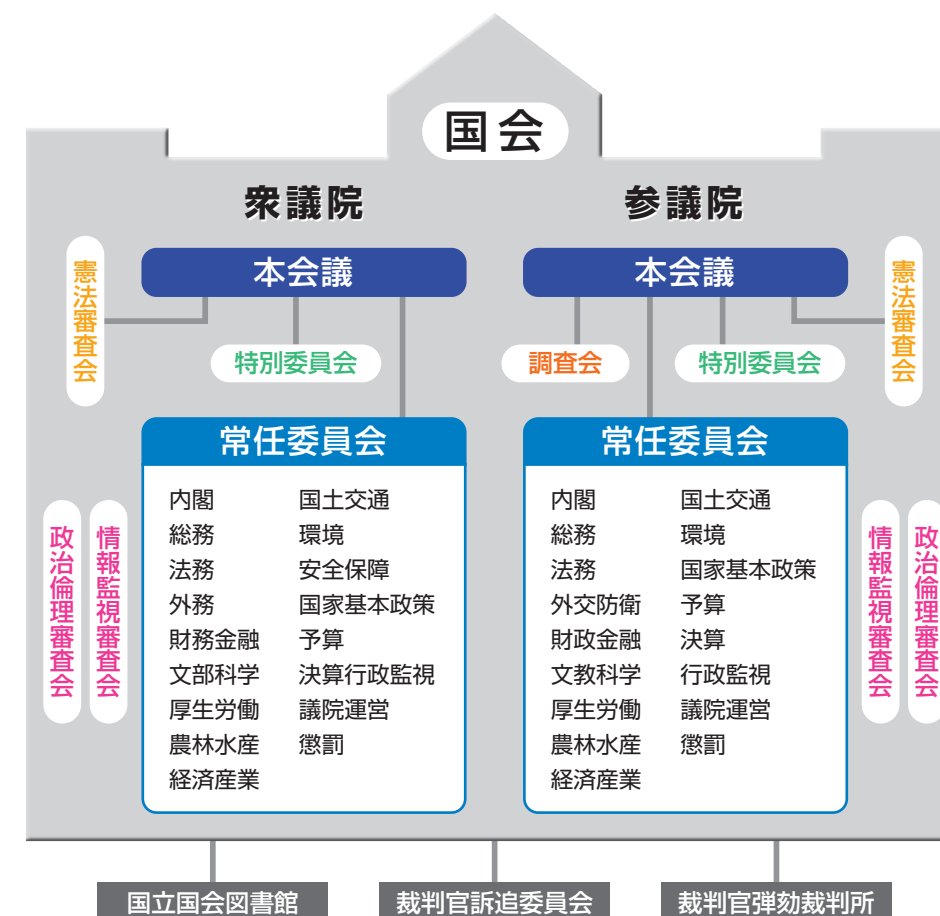 国会
衆議院
参議院
憲法審査会
本会議
特別委員会
常任委員会
内閣
総務
法務
外務
財務金融
文部科学
厚生労働
農林水産
経済産業
国土交通
環境
安全保障
国家基本政策
予算
決算行政監視
議院運営
懲罰
政治倫理審査会
情報監視審査会
本会議
調査会
特別委員会
憲法審査会
常任委員会
内閣
総務
法務
外交防衛
財政金融
文教科学
厚生労働
農林水産
経済産業
国土交通
環境
国家基本政策
予算
決算
行政監視
議院運営
懲罰
情報監視審査会
政治倫理審査会
国立国会図書館
裁判官訴追委員会
裁判官弾劾裁判所